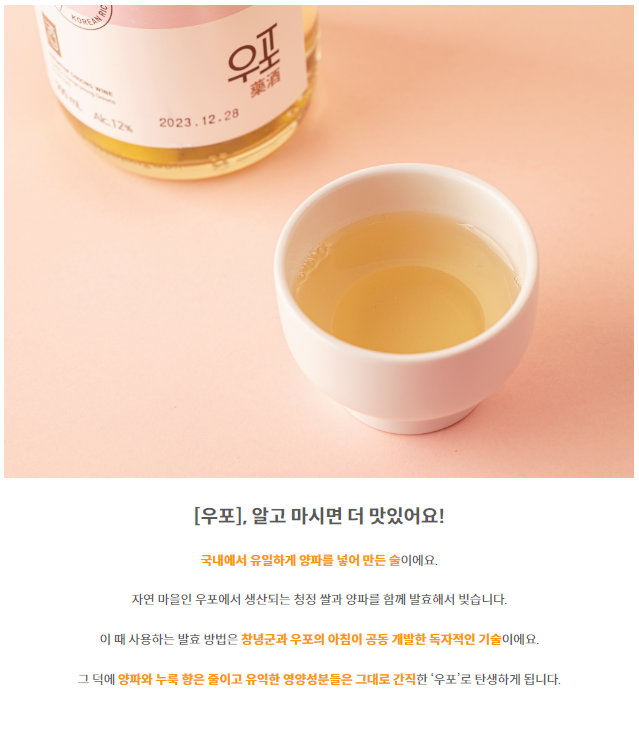 KOREAN RIC
우포
藥酒
Alc.12%
2023.12.28
[우포], 알고 마시면 더 맛있어요!
국내에서 유일하게 양파를 넣어 만든 술이에요.
자연 마을인 우포에서 생산되는 청정 쌀과 양파를 함께 발효해서 빚습니다.
이 때 사용하는 발효 방법은 창녕군과 우포의 아침이 공동 개발한 독자적인 기술이에요.
그 덕에 양파와 누룩 향은 줄이고 유익한 영양성분들은 그대로 간직한 ‘우포’로 탄생하게 됩니다.